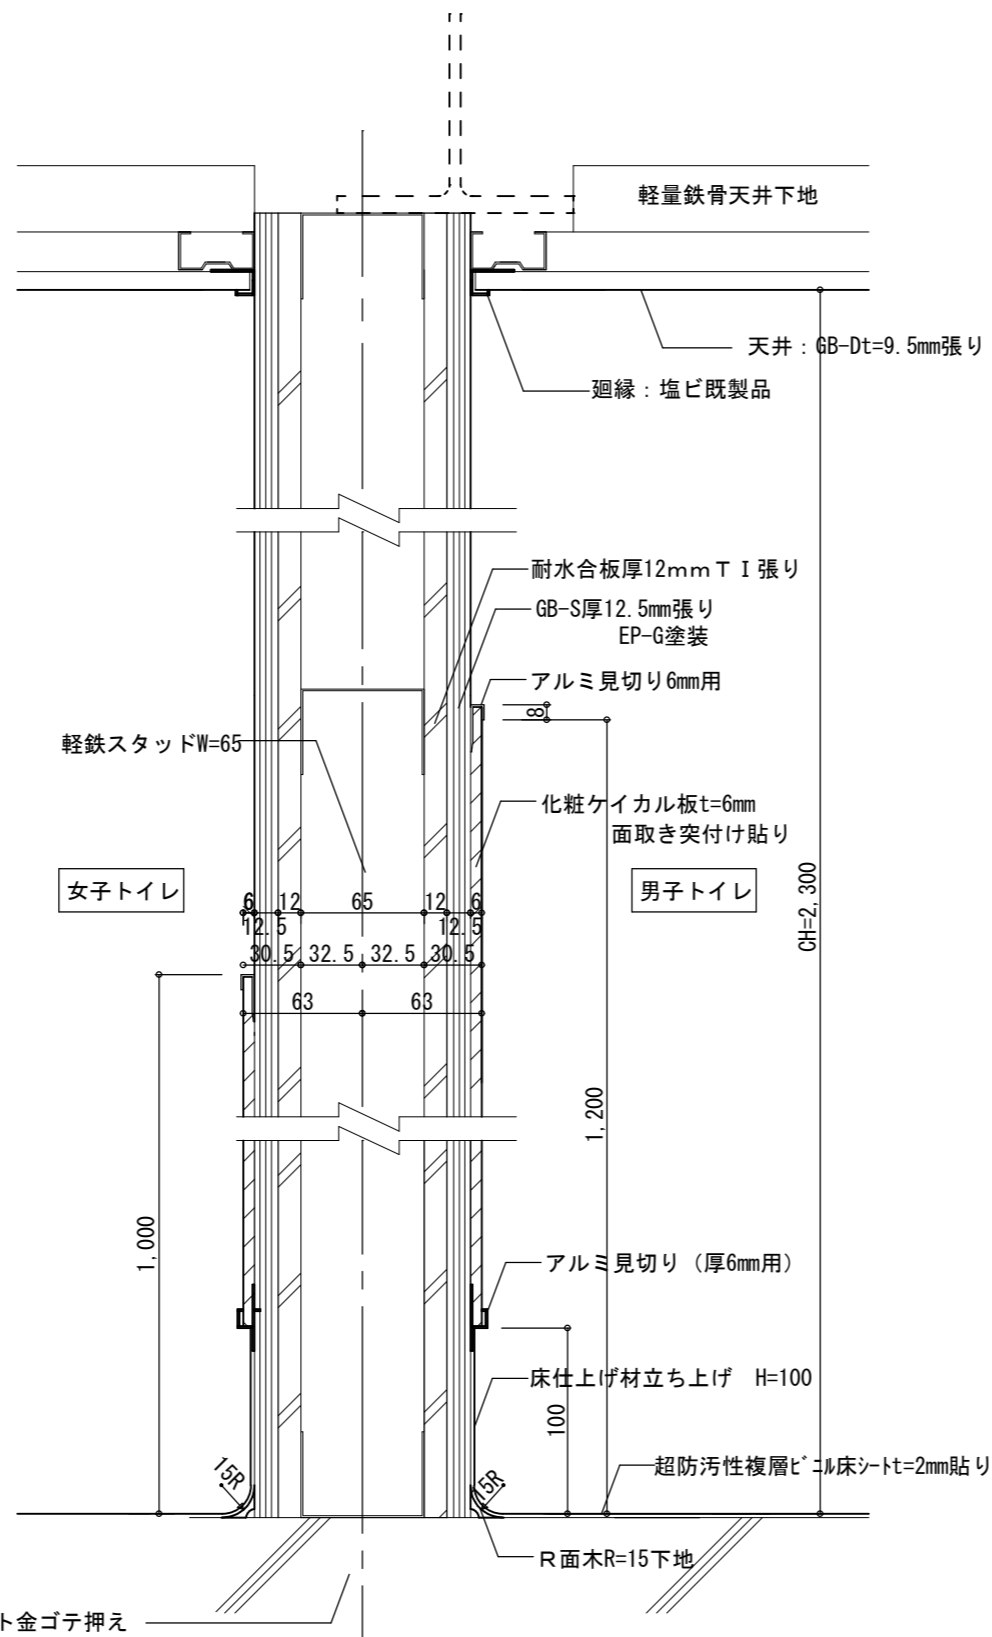 軽量鉄骨天井下地
天井：GB-Dt=9.5mm張り
廻縁：塩ビ既製品
耐水合板厚12mmＴＩ張り
GB-S厚12.5mm張り
EP-G塗装
アルミ見切り6mm用
8
軽鉄スタッドW=65
化粧ケイカル板t=6mm
面取き突付け貼り
女子トイレ
男子トイレ
6 12 65 12 6
12.5 12.5
30.5 32.5 32.5 30.5
63 63
CH=2,300
1,200
1,000
アルミ見切り（厚6mm用）
床仕上げ材立ち上げ　H=100
100
15R
15R
超防汚性複層ﾋﾞﾆﾙ床ｼｰﾄt=2mm貼り
Ｒ面木R=15下地
ト金ゴテ押え